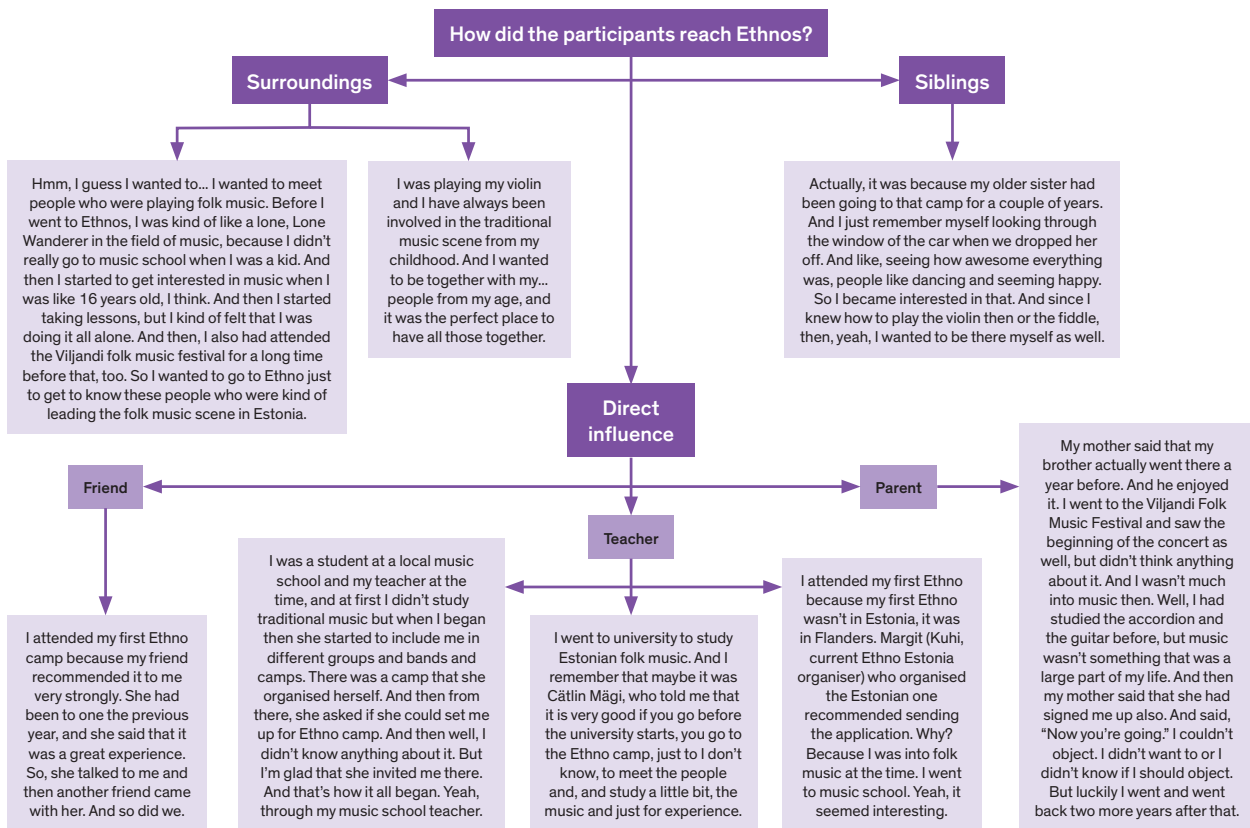 How did the participants reach Ethnos?
Surroundings
Siblings
Hmm, I guess I wanted to... I wanted to meet
people who were playing folk music. Before I
went to Ethnos, I was kind of like a lone, Lone
Wanderer in the field of music, because I didn't
really go to music school when I was a kid. And
then I started to get interested in music when I
was like 16 years old, I think. And then I started
taking lessons, but I kind of felt that I was
doing it all alone. And then, I also had attended
the Viljandi folk music festival for a long time
before that, too. So I wanted to go to Ethno just
to get to know these people who were kind of
leading the folk music scene in Estonia.
I was playing my violin
and I have always been
involved in the traditional
music scene from my
childhood. And I wanted
to be together with my...
people from my age, and
it was the perfect place to
have all those together.
Actually, it was because my older sister had
been going to that camp for a couple of years.
And I just remember myself looking through
the window of the car when we dropped her
off. And like, seeing how awesome everything
was, people like dancing and seeming happy.
So I became interested in that. And since I
knew how to play the violin then or the fiddle,
then, yeah, I wanted to be there myself as well.
Direct
influence
Friend
Teacher
Parent
I attended my first Ethno
camp because my friend
recommended it to me
very strongly. She had
been to one the previous
year, and she said that it
was a great experience.
So, she talked to me and
then another friend came
with her. And so did we.
I was a student at a local music
school and my teacher at the
time, and at first I didn't study
traditional music but when I began
then she started to include me in
different groups and bands and
camps. There was a camp that she
organised herself. And then from
there, she asked if she could set me
up for Ethno camp. And then well, I
didn't know anything about it. But
I'm glad that she invited me there.
And that's how it all began. Yeah,
through my music school teacher.
I went to university to study
Estonian folk music. And I
remember that maybe it was
Cätlin Mägi, who told me that
it is very good if you go before
the university starts, you go to
the Ethno camp, just to I don't
know, to meet the people
and, and study a little bit, the
music and just for experience.
I attended my first Ethno
because my first Ethno
wasn't in Estonia, it was
in Flanders. Margit (Kuhi,
current Ethno Estonia
organiser) who organised
the Estonian one
recommended sending
the application. Why?
Because I was into folk
music at the time. I went
to music school. Yeah, it
seemed interesting.
My mother said that my
brother actually went there a
year before. And he enjoyed
it. I went to the Viljandi Folk
Music Festival and saw the
beginning of the concert as
well, but didn't think anything
about it. And I wasn't much
into music then. Well, I had
studied the accordion and
the guitar before, but music
wasn't something that was a
large part of my life. And then
my mother said that she had
signed me up also. And said,
“Now you're going.” I couldn't
object. I didn't want to or I
didn't know if I should object.
But luckily I went and went
back two more years after that.